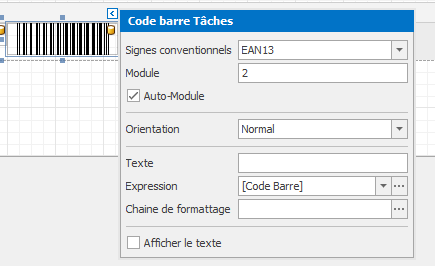 Code barre Tâches
Signes conventionnels EAN13
Module 2
Auto-Module
Orientation Normal
Texte
Expression [Code Barre]
Chaine de formattage
Afficher le texte